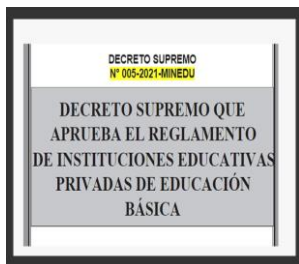 DECRETO SUPREMO
N° 005-2021-MINEDU
DECRETO SUPREMO QUE
APRUEBA EL REGLAMENTO
DE INSTITUCIONES EDUCATIVAS
PRIVADAS DE EDUCACIÓN
BÁSICA